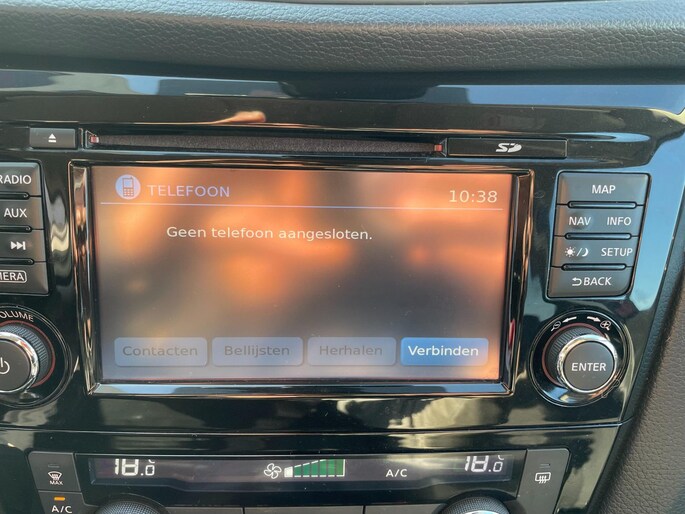 SD
RADIO
AUX
CAMERA
VOLUME
TELEFOON 10:38
Geen telefoon aangesloten.
Contacten Bellijsten Herhalen Verbinden
MAP
NAV INFO
SETUP
BACK
ENTER
18.0 A/C 18.0
MAX
A/C